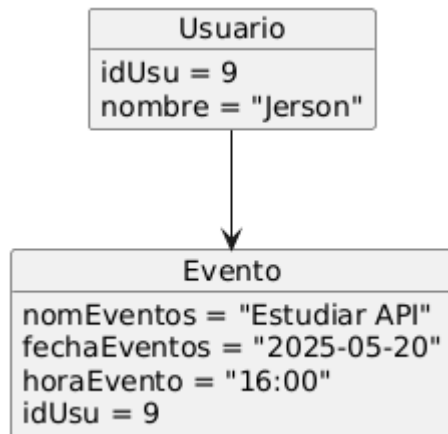 Usuario
idUsu = 9
nombre = "Jerson"
Evento
nomEventos = "Estudiar API"
fechaEventos = "2025-05-20"
horaEvento = "16:00"
idUsu = 9